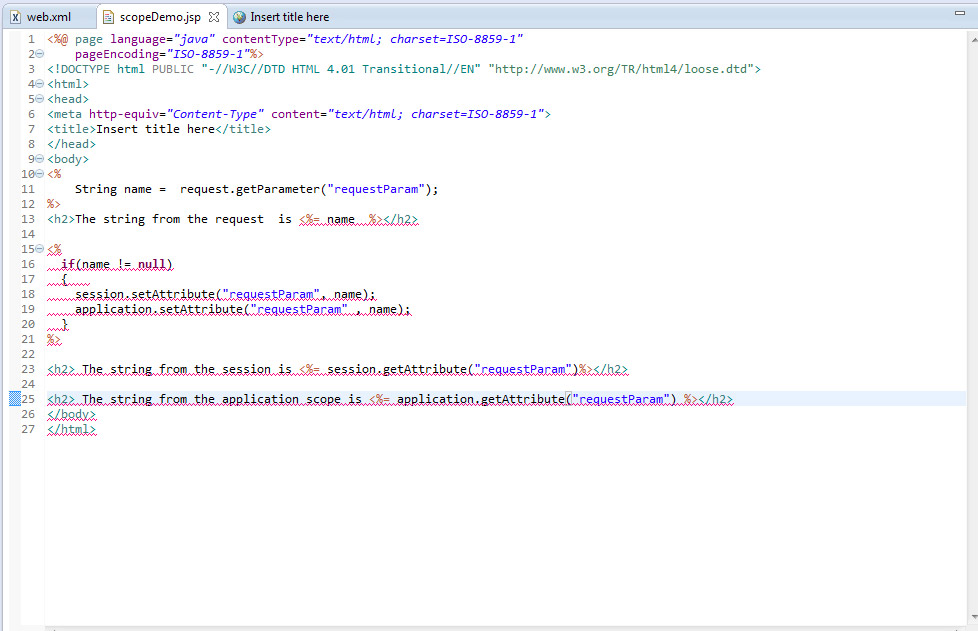 web.xml scopeDemo.jsp Insert title here
1 <%@ page language="java" contentType="text/html; charset=ISO-8859-1"
2 pageEncoding="ISO-8859-1"%>
3 <!DOCTYPE html PUBLIC "-//W3C//DTD HTML 4.01 Transitional//EN" "http://www.w3.org/TR/html4/loose.dtd">
4 <html>
5 <head>
6 <meta http-equiv="Content-Type" content="text/html; charset=ISO-8859-1">
7 <title>Insert title here</title>
8 </head>
9 <body>
10 <%
11 String name =  request.getParameter("requestParam");
12 %>
13 <h2>The string from the request  is <%= name  %></h2>
14
15 <%
16 if(name != null)
17 {
18 session.setAttribute("requestParam", name);
19 application.setAttribute("requestParam" , name);
20 }
21 %>
22
23 <h2> The string from the session is <%= session.getAttribute("requestParam")%></h2>
24
25 <h2> The string from the application scope is <%= application.getAttribute("requestParam") %></h2>
26 </body>
27 </html>